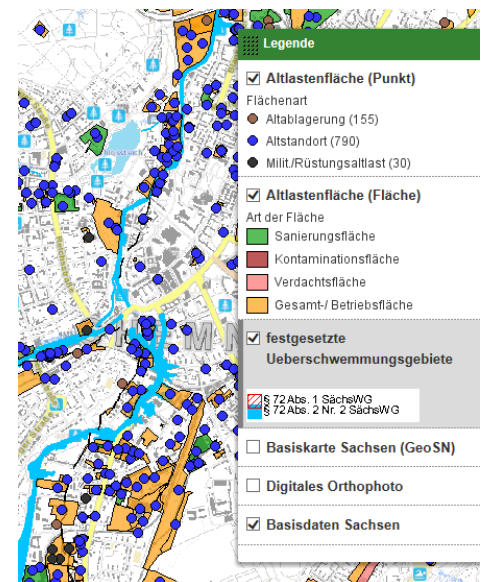 Legende
Altlastenfläche (Punkt)
Flächenart
Altablagerung (155)
Altstandort (790)
Milit./Rüstungsaltlast (30)
Altlastenfläche (Fläche)
Art der Fläche
Sanierungsfläche
Kontaminationsfläche
Verdachtsfläche
Gesamt-/ Betriebsfläche
festgesetzte
Ueberschwemmungsgebiete
§ 72 Abs. 1 SächsWG
§ 72 Abs. 2 Nr. 2 SächsWG
Basiskarte Sachsen (GeoSN)
Digitales Orthophoto
Basisdaten Sachsen